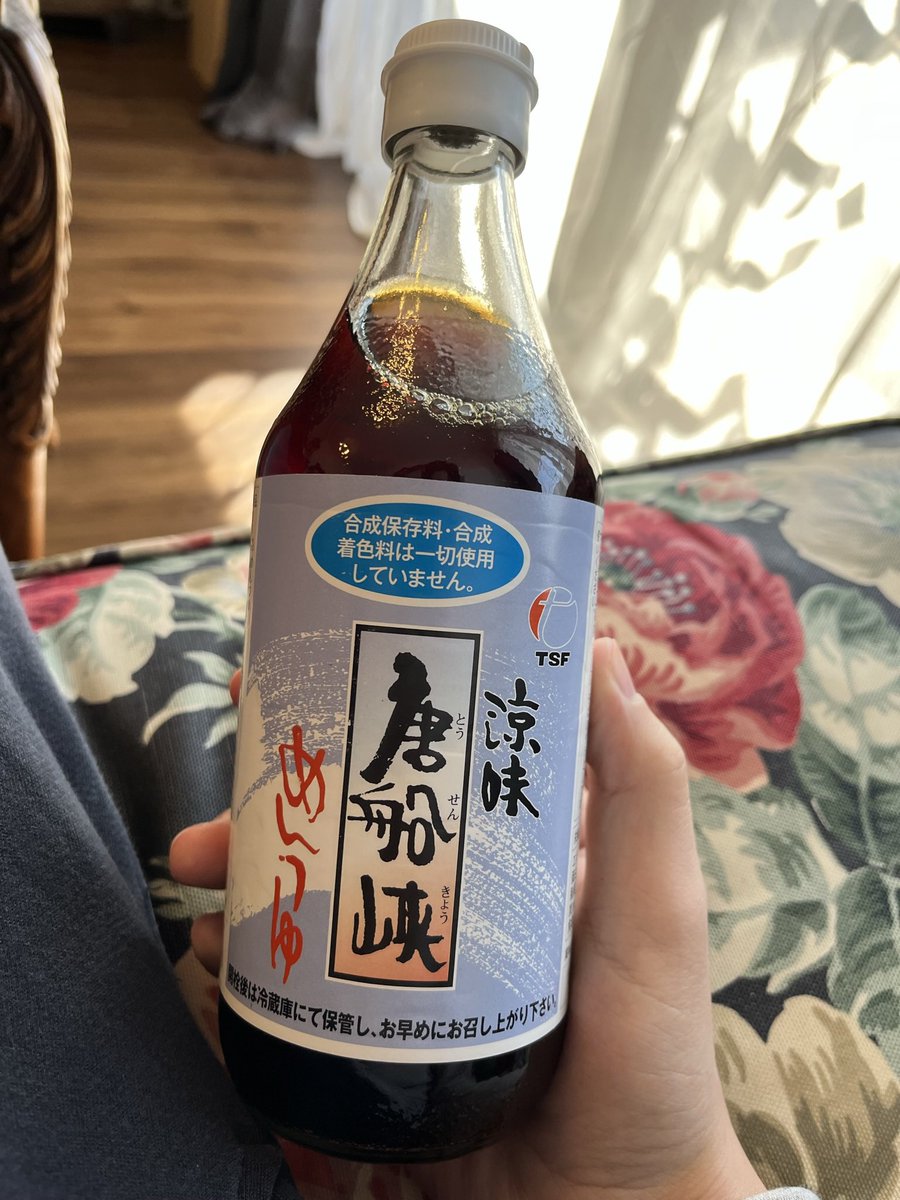 合成保存料・合成
着色料は一切使用
していません。
TSF
涼味
唐船峡
とうせんきょう
めんつゆ
開栓後は冷蔵庫にて保管し、お早めにお召し上がり下さい。